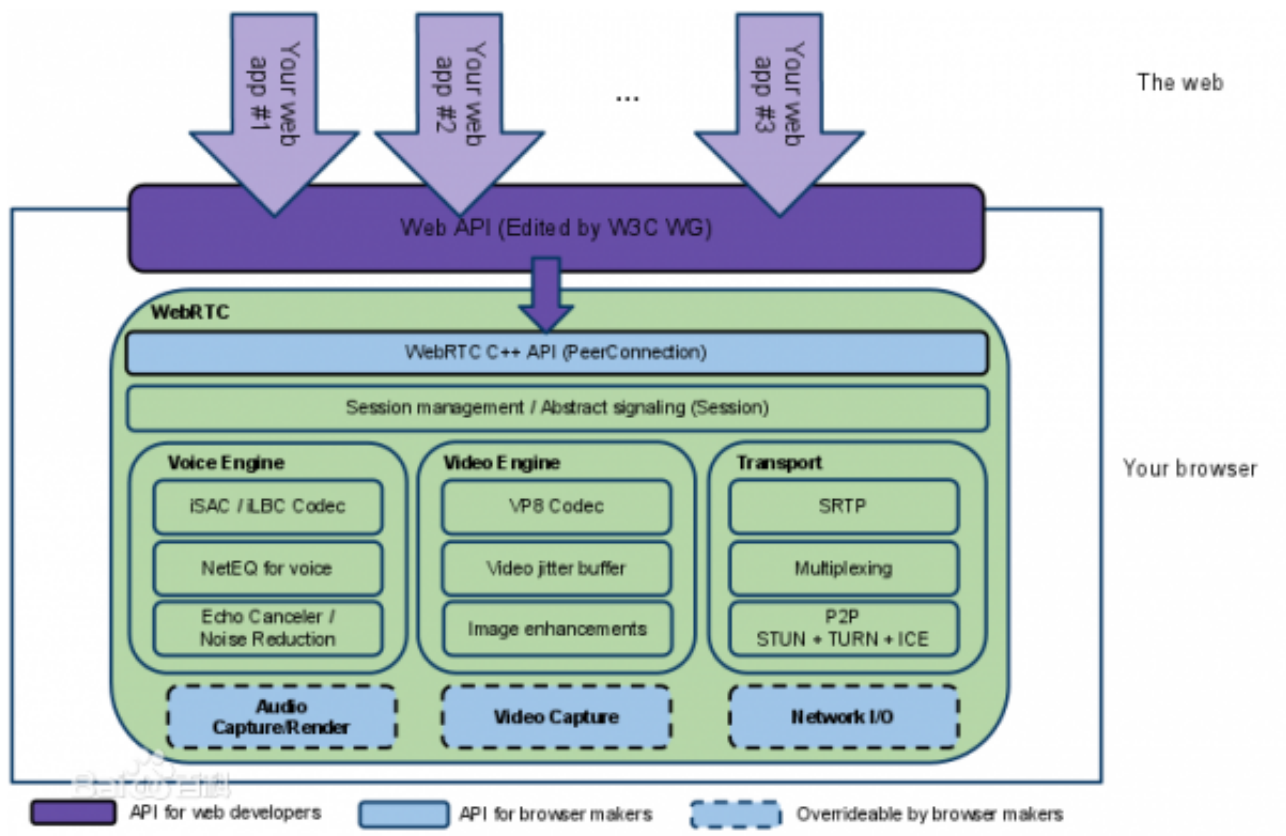 Your web
app #1
Your web
app #2
...
Your web
app #3
The web
Web API (Edited by W3C WG)
WebRTC
WebRTC C++ API (PeerConnection)
Session management / Abstract signaling (Session)
Your browser
Voice Engine
iSAC / iLBC Codec
NetEQ for voice
Echo Canceler /
Noise Reduction
Video Engine
VP8 Codec
Video jitter buffer
Image enhancements
Transport
SRTP
Multiplexing
P2P
STUN + TURN + ICE
Audio
Capture/Render
Video Capture
Network I/O
Bai du 百科
API for web developers
API for browser makers
Overrideable by browser makers